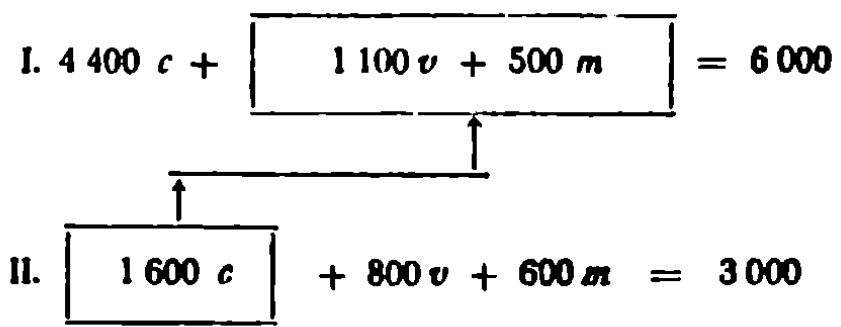 I. 4 400 c + 1 100 v + 500 m = 6 000
II. 1 600 c + 800 v + 600 m = 3 000